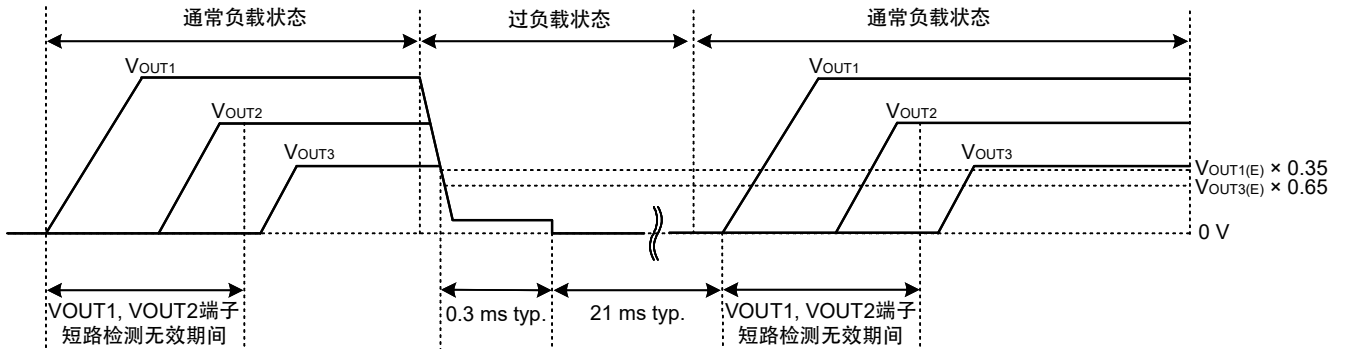 通常负载状态
过负载状态
通常负载状态
VOUT1
VOUT2
VOUT3
VOUT1
VOUT2
VOUT3
VOUT1(E) × 0.35
VOUT3(E) × 0.65
0 V
VOUT1, VOUT2端子
短路检测无效期间
0.3 ms typ.
21 ms typ.
VOUT1, VOUT2端子
短路检测无效期间